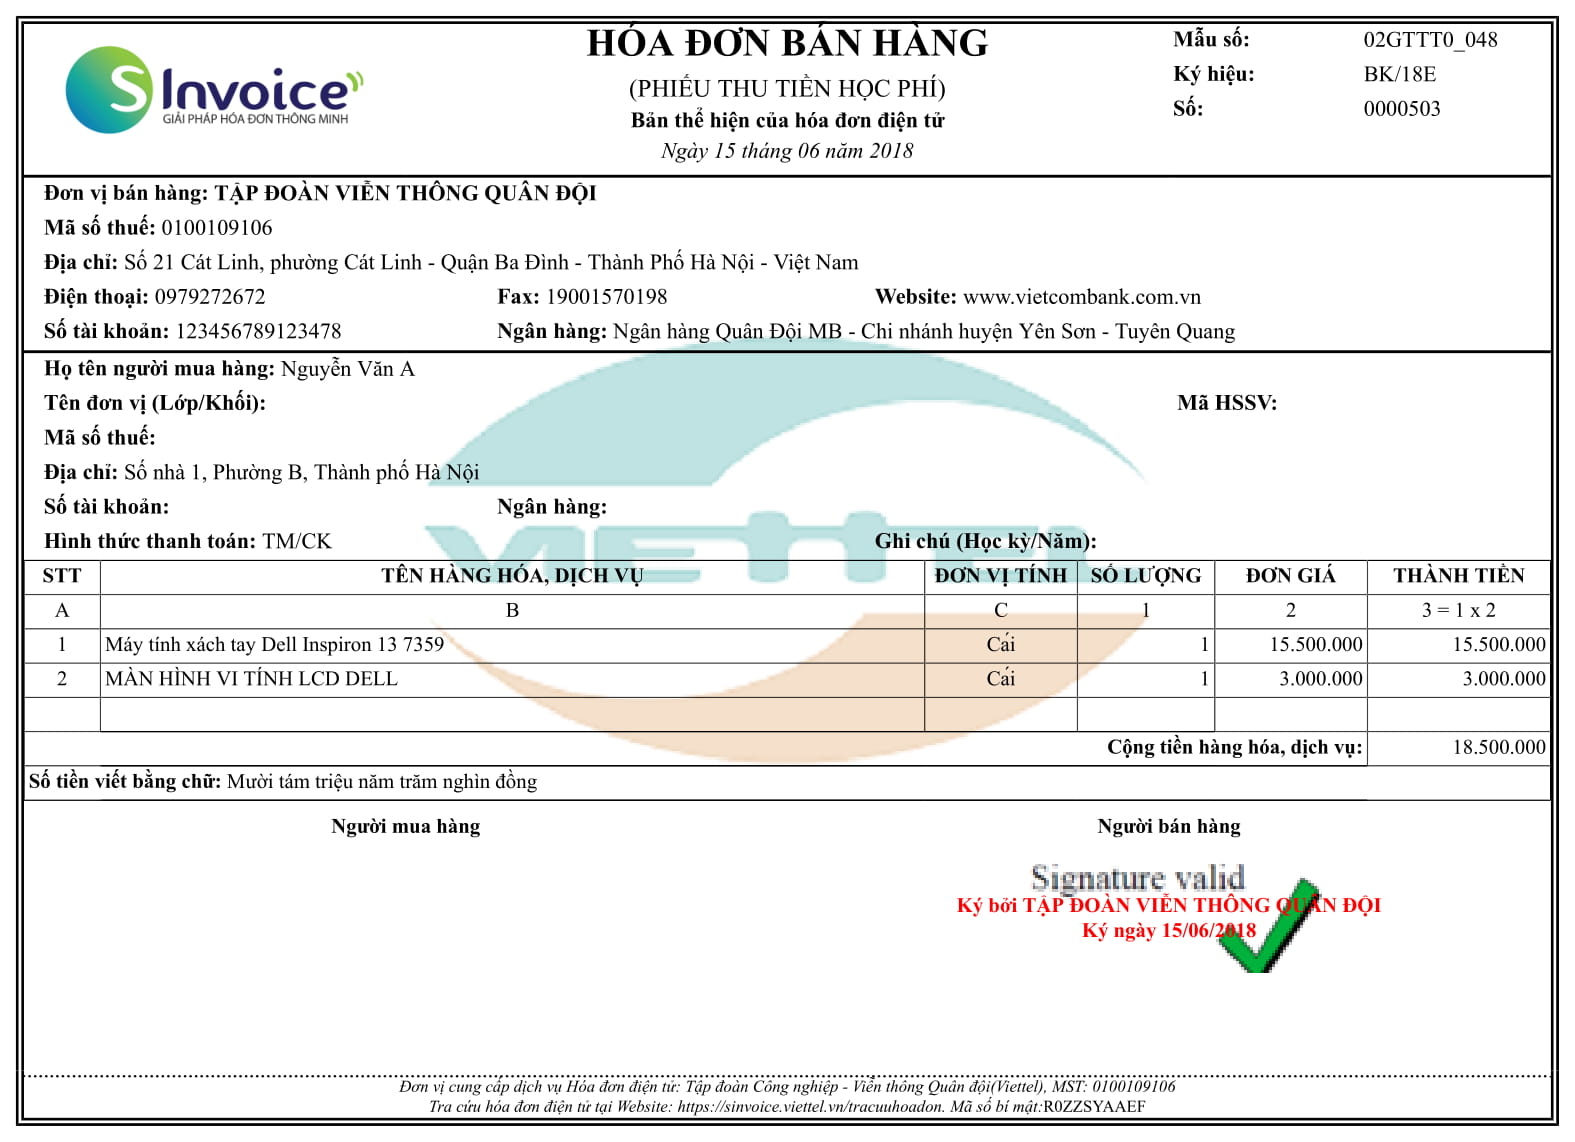 S Invoice
GIẢI PHÁP HÓA ĐƠN THÔNG MINH
HÓA ĐƠN BÁN HÀNG
(PHIẾU THU TIỀN HỌC PHÍ)
Bản thể hiện của hóa đơn điện tử
Ngày 15 tháng 06 năm 2018
Mẫu số: 02GTTT0_048
Ký hiệu: BK/18E
Số: 0000503
Đơn vị bán hàng: TẬP ĐOÀN VIỄN THÔNG QUÂN ĐỘI
Mã số thuế: 0100109106
Địa chỉ: Số 21 Cát Linh, phường Cát Linh - Quận Ba Đình - Thành Phố Hà Nội - Việt Nam
Điện thoại: 0979272672 Fax: 19001570198 Website: www.vietcombank.com.vn
Số tài khoản: 123456789123478 Ngân hàng: Ngân hàng Quân Đội MB - Chi nhánh huyện Yên Sơn - Tuyên Quang
Họ tên người mua hàng: Nguyễn Văn A
Tên đơn vị (Lớp/Khối): Mã HSSV:
Mã số thuế:
Địa chỉ: Số nhà 1, Phường B, Thành phố Hà Nội
Số tài khoản: Ngân hàng:
Hình thức thanh toán: TM/CK Ghi chú (Học kỳ/Năm):
VIETTEL
STT TÊN HÀNG HÓA, DỊCH VỤ ĐƠN VỊ TÍNH SỐ LƯỢNG ĐƠN GIÁ THÀNH TIỀN
A B C 1 2 3 = 1 x 2
1 Máy tính xách tay Dell Inspiron 13 7359 Cái 1 15.500.000 15.500.000
2 MÀN HÌNH VI TÍNH LCD DELL Cái 1 3.000.000 3.000.000
Cộng tiền hàng hóa, dịch vụ: 18.500.000
Số tiền viết bằng chữ: Mười tám triệu năm trăm nghìn đồng
Người mua hàng Người bán hàng
Signature valid
Ký bởi TẬP ĐOÀN VIỄN THÔNG QUÂN ĐỘI
Ký ngày 15/06/2018
Đơn vị cung cấp dịch vụ Hóa đơn điện tử: Tập đoàn Công nghiệp - Viễn thông Quân đội(Viettel), MST: 0100109106
Tra cứu hóa đơn điện tử tại Website: https://sinvoice.viettel.vn/tracuuhoadon. Mã số bí mật:R0ZZSYAAEF